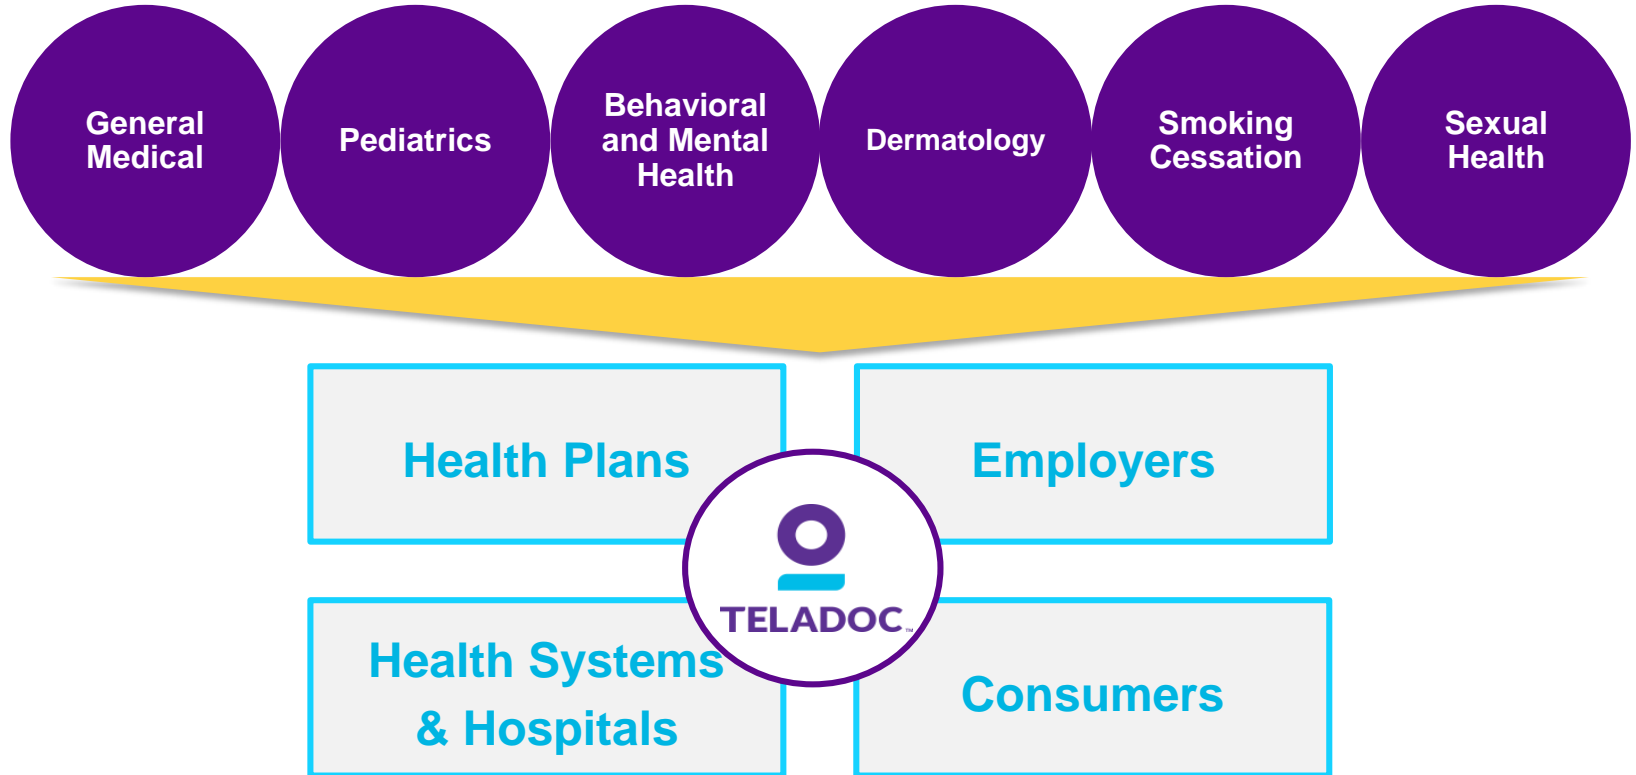 General
Medical
Pediatrics
Behavioral
and Mental
Health
Dermatology
Smoking
Cessation
Sexual
Health
Health Plans
Employers
TELADOC™
Health Systems
& Hospitals
Consumers